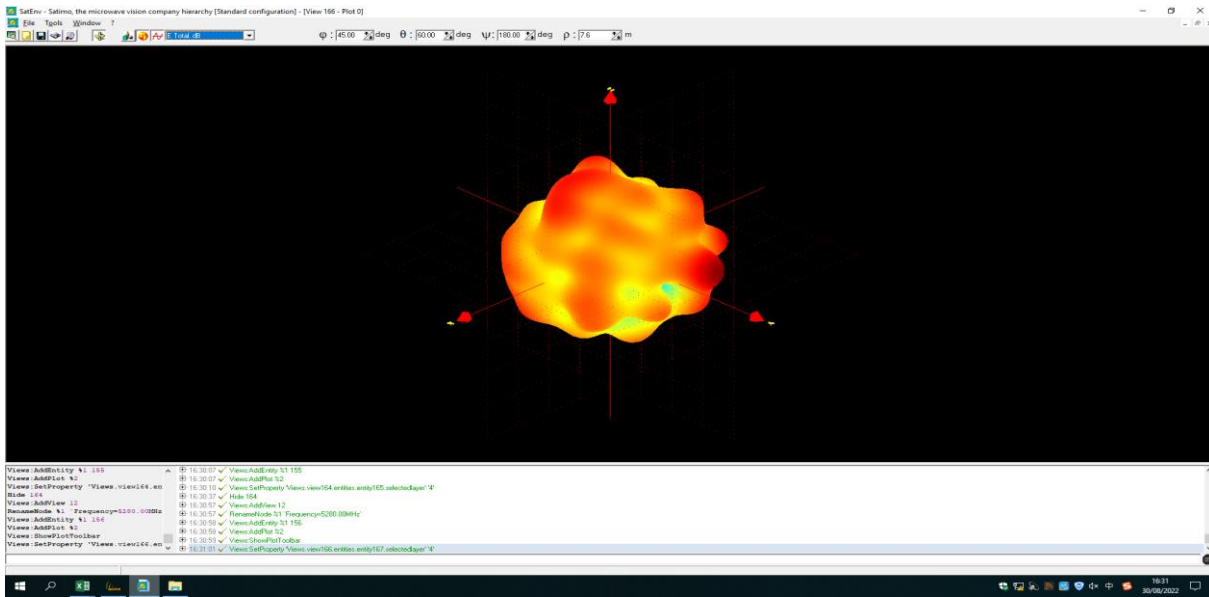 SatEnv - Satimo, the microwave vision company hierarchy [Standard configuration] - [View 166 - Plot 0]
File Tools Window ?
E Total dB φ : 45.00 deg θ : 60.00 deg ψ : 180.00 deg ρ : 7.6 m
Views:AddEntity %1 155
Views:AddPlot %2
Views:SetProperty 'Views.view164.en
Hide 164
Views:AddView 12
RenameNode %1 'Frequency=5280.00MHz
Views:AddEntity %1 156
Views:AddPlot %2
Views:ShowPlotToolbar
Views:SetProperty 'Views.view166.en
16:30:07 Views:AddEntity %1 155
16:30:07 Views:AddPlot %2
16:30:10 Views:SetProperty 'Views.view164.entities.entity165.selectedlayer' '4'
16:30:37 Hide 164
16:30:57 Views:AddView 12
16:30:57 RenameNode %1 'Frequency=5280.00MHz'
16:30:58 Views:AddEntity %1 156
16:30:58 Views:AddPlot %2
16:30:59 Views:ShowPlotToolbar
16:31:01 Views:SetProperty 'Views.view166.entities.entity167.selectedlayer' '4'
中
16:31
30/08/2022